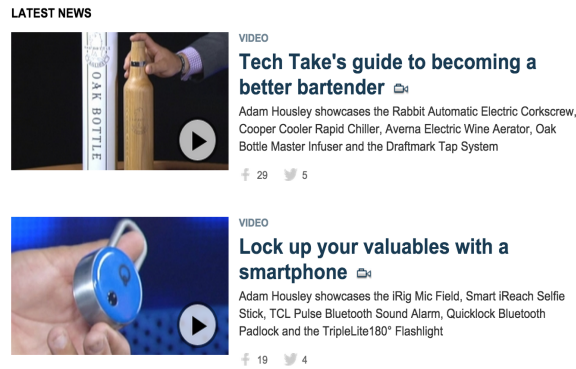 LATEST NEWS
OAK BOTTLE
VIDEO
Tech Take's guide to becoming a
better bartender
Adam Housley showcases the Rabbit Automatic Electric Corkscrew,
Cooper Cooler Rapid Chiller, Averna Electric Wine Aerator, Oak
Bottle Master Infuser and the Draftmark Tap System
29 5
VIDEO
Lock up your valuables with a
smartphone
Adam Housley showcases the iRig Mic Field, Smart iReach Selfie
Stick, TCL Pulse Bluetooth Sound Alarm, Quicklock Bluetooth
Padlock and the TripleLite180° Flashlight
19 4